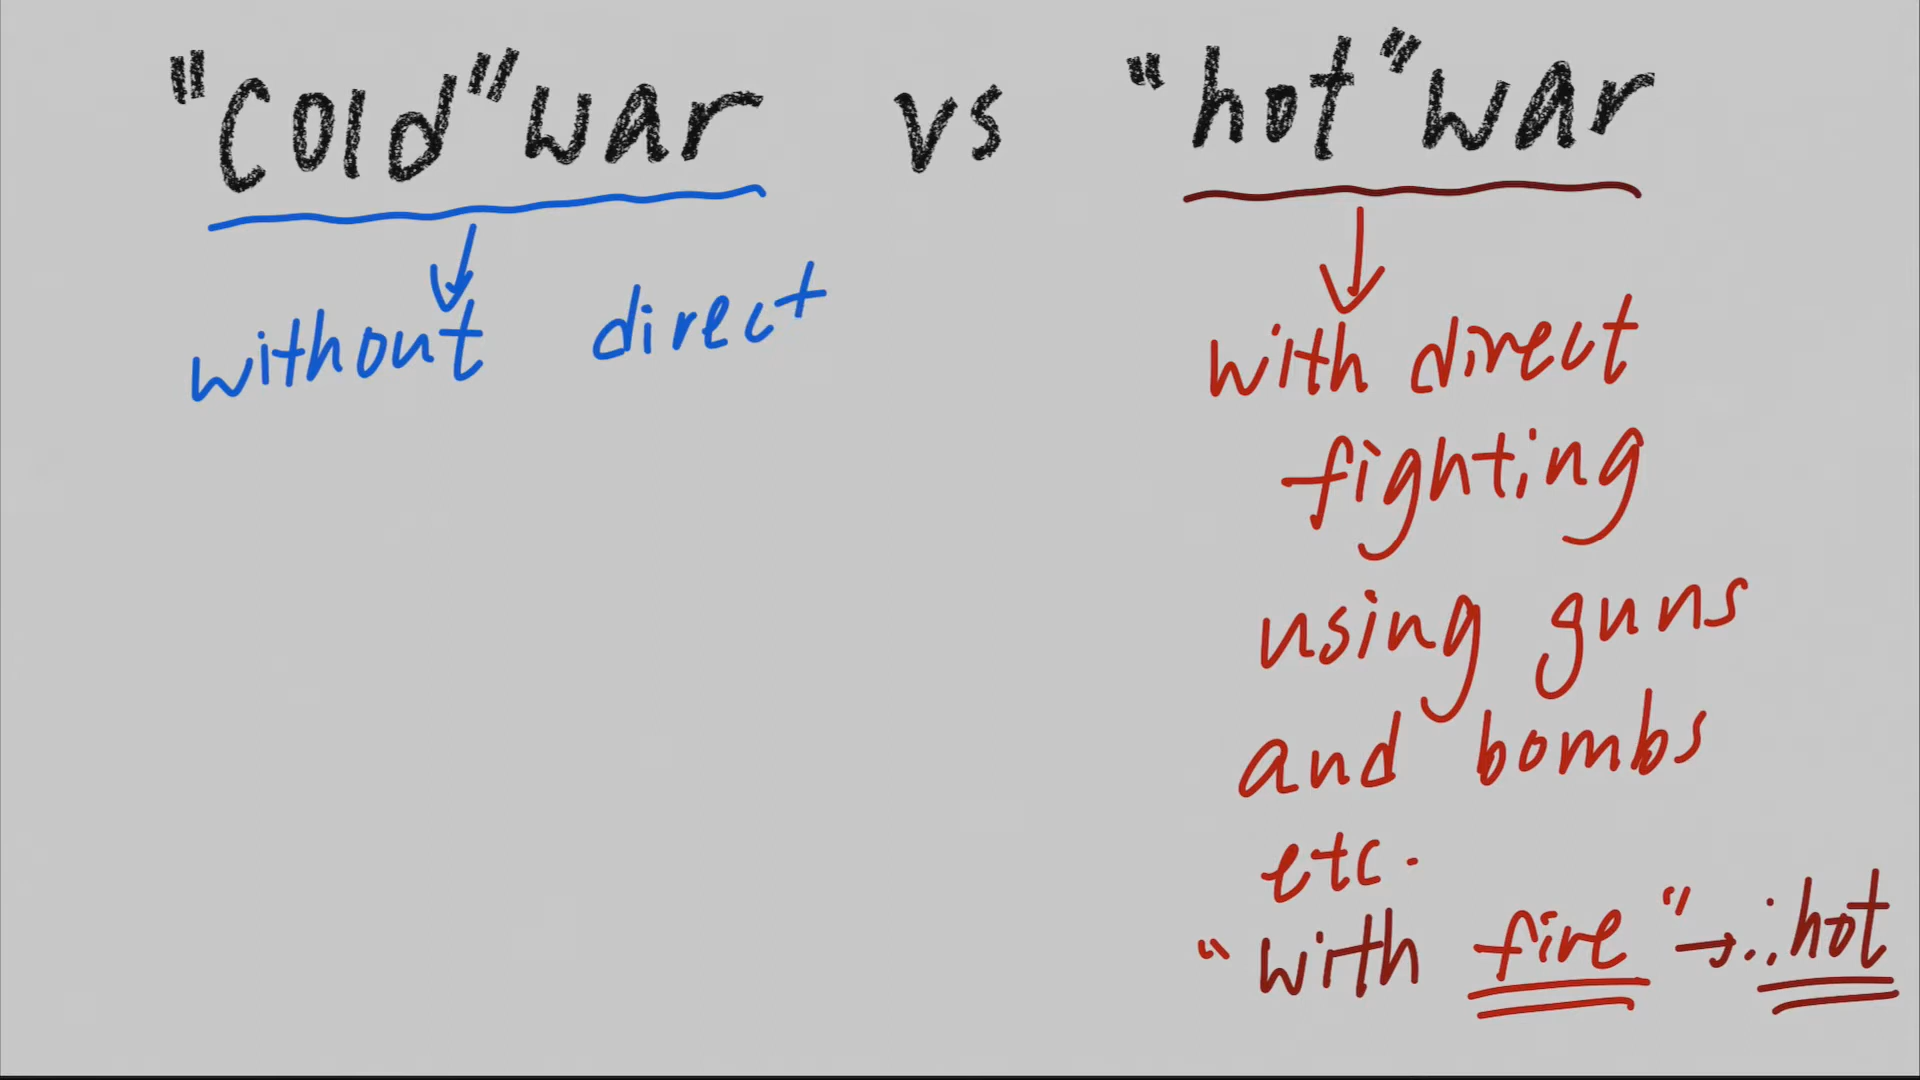 "Cold" war vs "hot" war
without direct
with direct
fighting
using guns
and bombs
etc.
"with fire" → ∴ hot